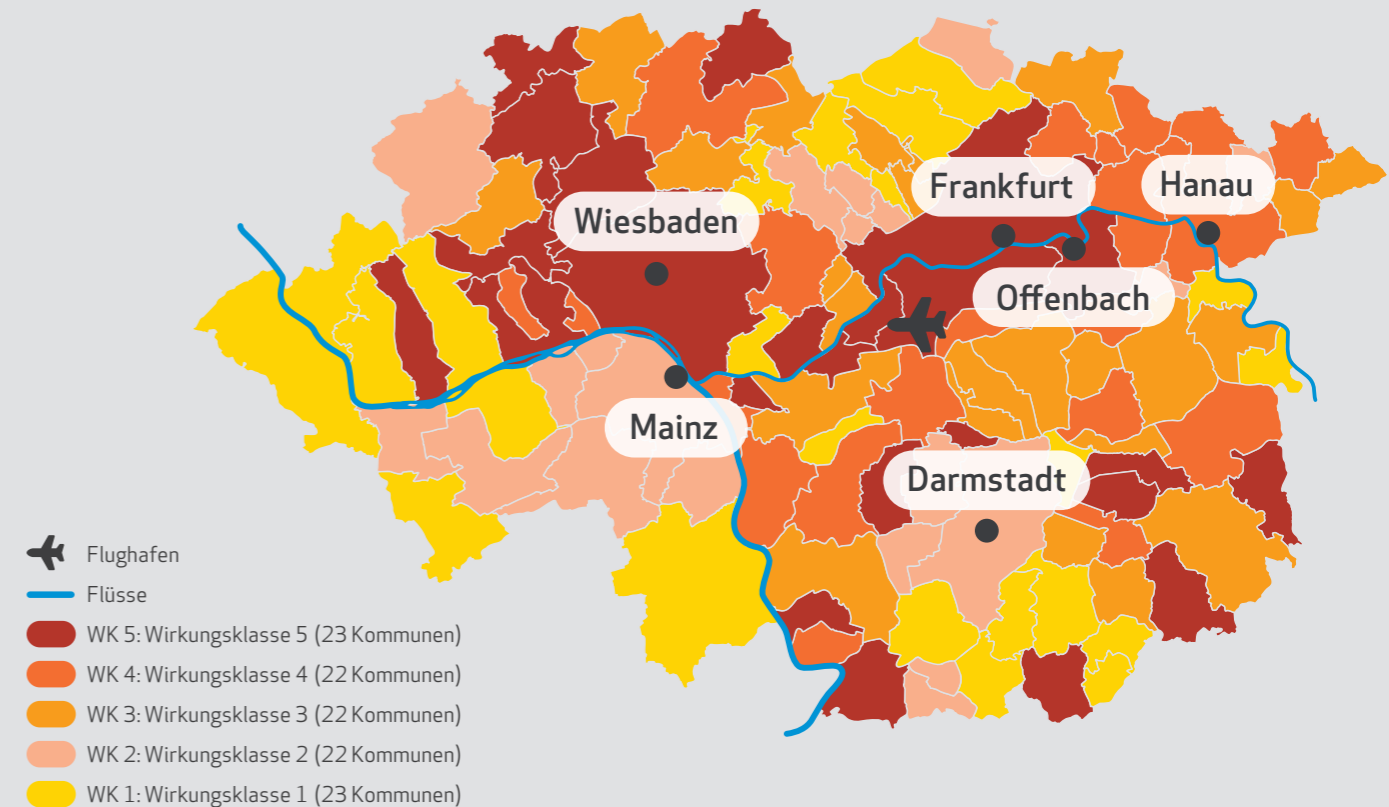 Frankfurt
Hanau
Wiesbaden
Offenbach
Mainz
Darmstadt
Flughafen
Flüsse
WK 5: Wirkungsklasse 5 (23 Kommunen)
WK 4: Wirkungsklasse 4 (22 Kommunen)
WK 3: Wirkungsklasse 3 (22 Kommunen)
WK 2: Wirkungsklasse 2 (22 Kommunen)
WK 1: Wirkungsklasse 1 (23 Kommunen)